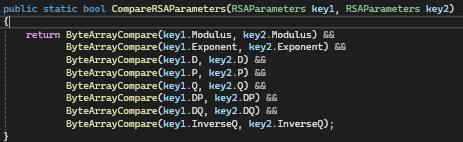 public static bool CompareRSAParameters(RSAParameters key1, RSAParameters key2)
{
    return ByteArrayCompare(key1.Modulus, key2.Modulus) &&
           ByteArrayCompare(key1.Exponent, key2.Exponent) &&
           ByteArrayCompare(key1.D, key2.D) &&
           ByteArrayCompare(key1.P, key2.P) &&
           ByteArrayCompare(key1.Q, key2.Q) &&
           ByteArrayCompare(key1.DP, key2.DP) &&
           ByteArrayCompare(key1.DQ, key2.DQ) &&
           ByteArrayCompare(key1.InverseQ, key2.InverseQ);
}